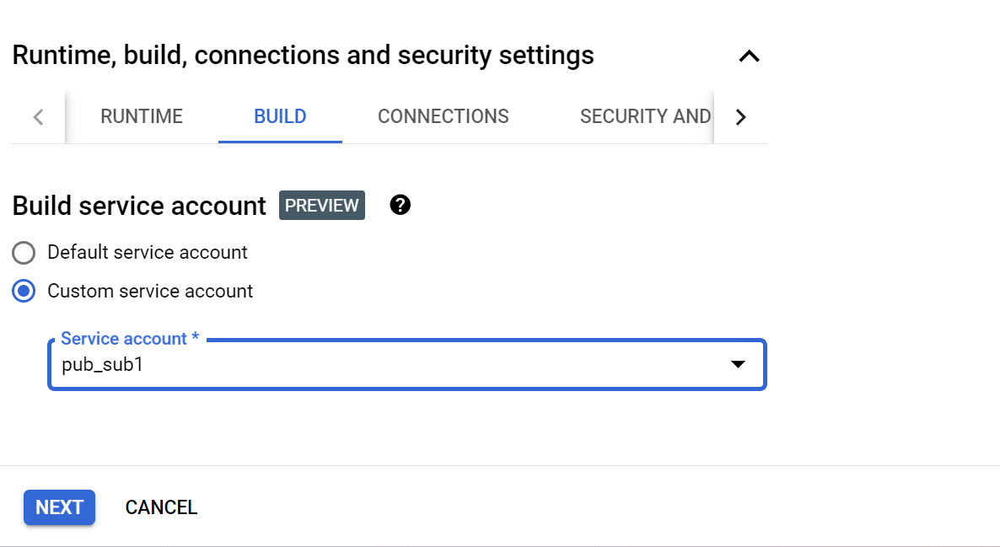 Runtime, build, connections and security settings
RUNTIME BUILD CONNECTIONS SECURITY AND
Build service account PREVIEW ?
Default service account
Custom service account
Service account *
pub_sub1
NEXT CANCEL